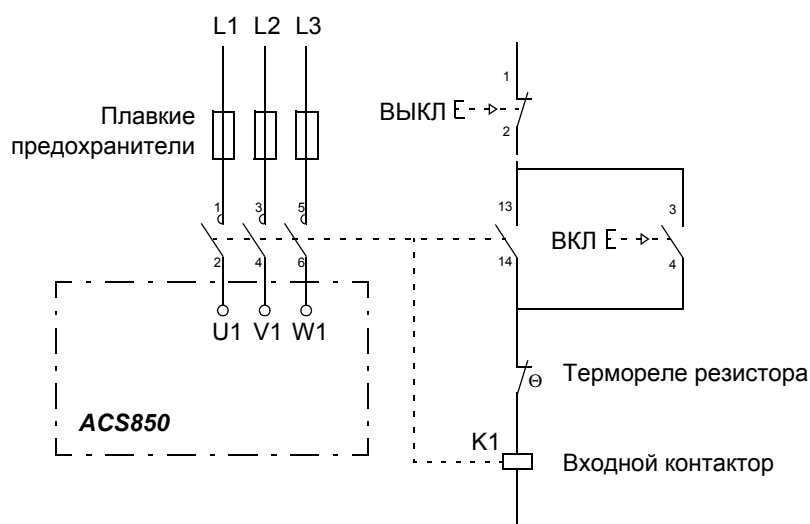 L1 L2 L3
1
Плавкие
предохранители
ВЫКЛ
2
1 3 5
13
3
ВКЛ
2 4 6
14
4
U1 V1 W1
Θ
Термореле резистора
ACS850
K1
Входной контактор